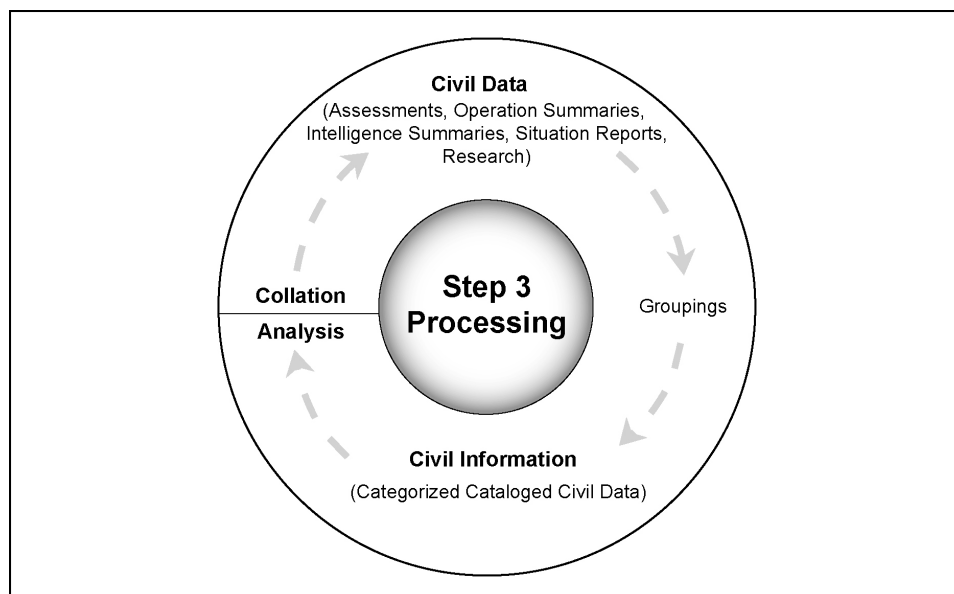 Civil Data
(Assessments, Operation Summaries,
Intelligence Summaries, Situation Reports,
Research)
Collation
Analysis
Step 3
Processing
Groupings
Civil Information
(Categorized Cataloged Civil Data)